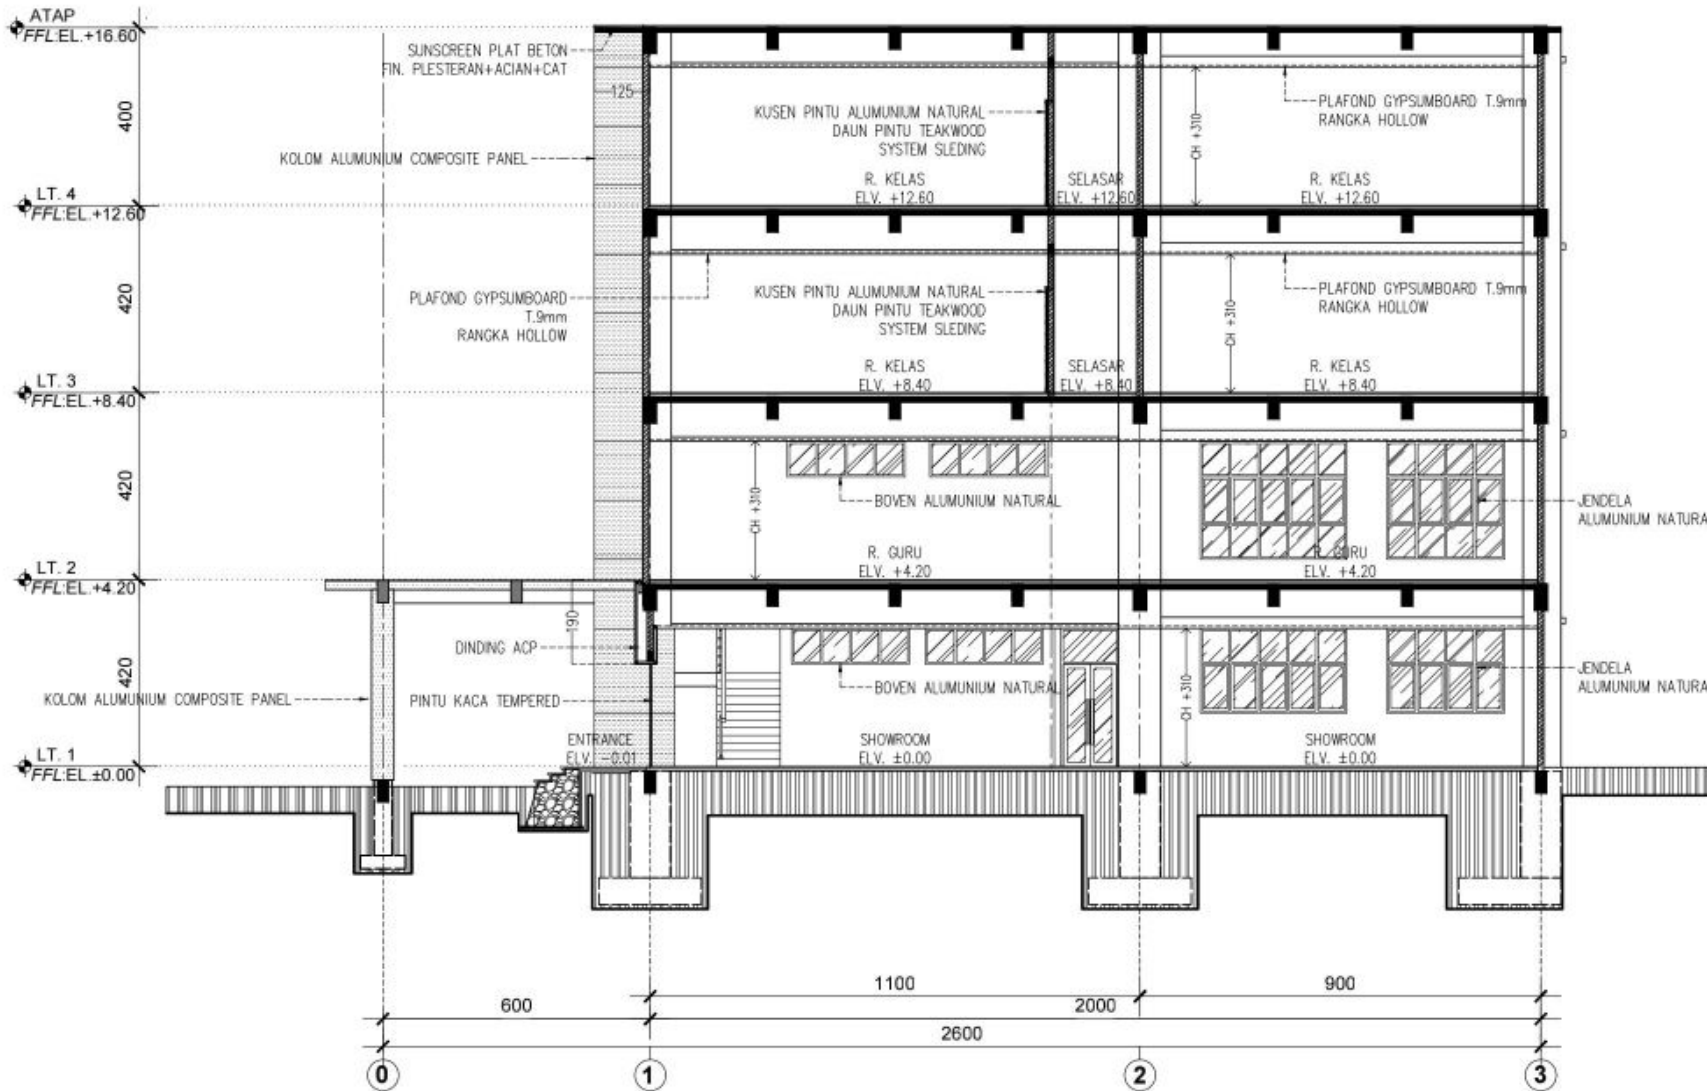 ATAP
FFL:EL.+16.60
SUNSCREEN PLAT BETON
FIN. PLESTERAN+ACIAN+CAT
125
400
KUSEN PINTU ALUMUNIUM NATURAL
DAUN PINTU TEAKWOOD
SYSTEM SLEDING
PLAFOND GYPSUMBOARD T.9mm
RANGKA HOLLOW
CH +310
KOLOM ALUMUNIUM COMPOSITE PANEL
R. KELAS
ELV. +12.60
SELASAR
ELV. +12.60
R. KELAS
ELV. +12.60
LT. 4
FFL:EL.+12.60
420
PLAFOND GYPSUMBOARD
T.9mm
RANGKA HOLLOW
KUSEN PINTU ALUMUNIUM NATURAL
DAUN PINTU TEAKWOOD
SYSTEM SLEDING
PLAFOND GYPSUMBOARD T.9mm
RANGKA HOLLOW
CH +310
R. KELAS
ELV. +8.40
SELASAR
ELV. +8.40
R. KELAS
ELV. +8.40
LT. 3
FFL:EL.+8.40
420
CH +310
BOVEN ALUMUNIUM NATURAL
JENDELA
ALUMUNIUM NATURA
R. GURU
ELV. +4.20
R. GURU
ELV. +4.20
LT. 2
FFL:EL.+4.20
420
190
DINDING ACP
KOLOM ALUMUNIUM COMPOSITE PANEL
PINTU KACA TEMPERED
BOVEN ALUMUNIUM NATURAL
CH +310
JENDELA
ALUMUNIUM NATURA
ENTRANCE
ELV. -0.01
SHOWROOM
ELV. ±0.00
SHOWROOM
ELV. ±0.00
LT. 1
FFL:EL ±0.00
1100
900
600
2000
2600
0
1
2
3